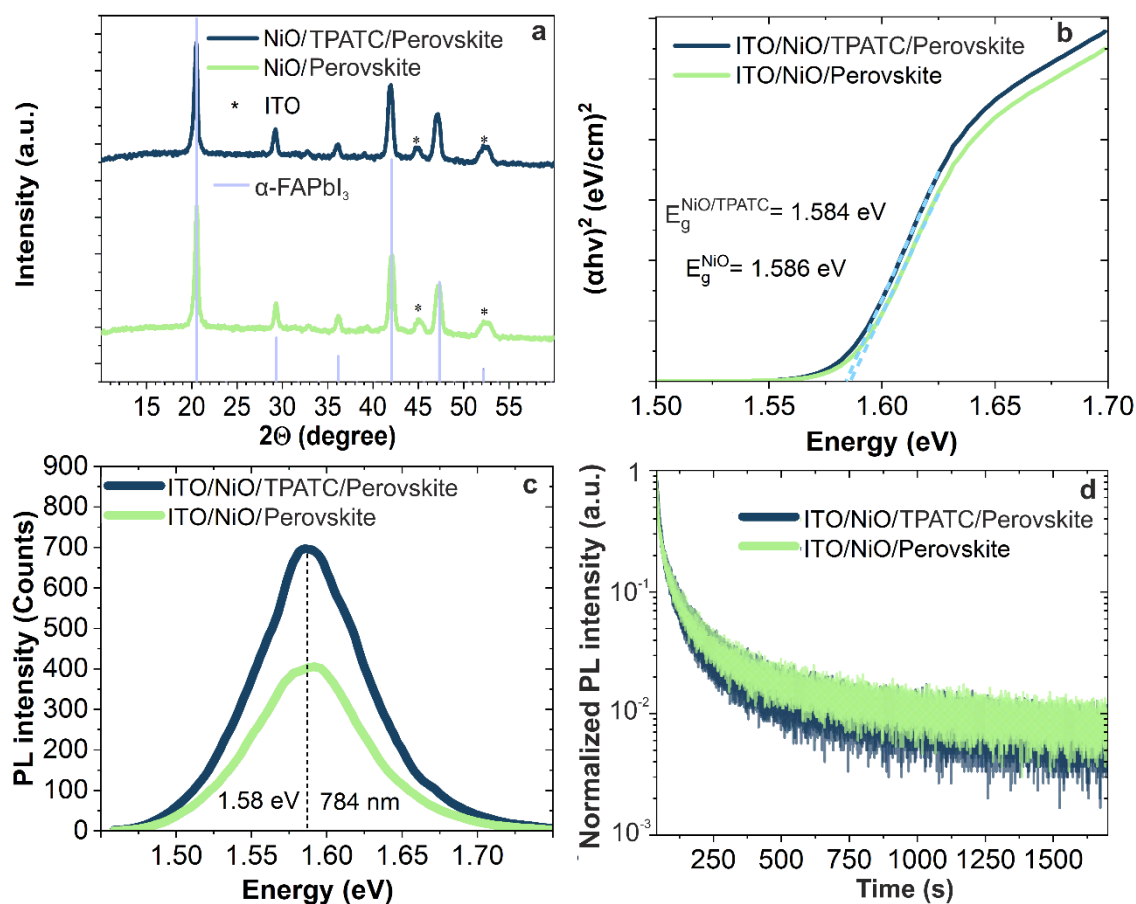 a
NiO/TPATC/Perovskite
NiO/Perovskite
* ITO
* *
α-FAPbI₃
* *
Intensity (a.u.)
15 20 25 30 35 40 45 50 55
2Θ (degree)
b
ITO/NiO/TPATC/Perovskite
ITO/NiO/Perovskite
E_g^NiO/TPATC= 1.584 eV
E_g^NiO= 1.586 eV
(αhν)² (eV/cm)²
1.50 1.55 1.60 1.65 1.70
Energy (eV)
c
ITO/NiO/TPATC/Perovskite
ITO/NiO/Perovskite
900
800
700
600
500
400
300
200
100
0
PL intensity (Counts)
1.58 eV 784 nm
1.50 1.55 1.60 1.65 1.70
Energy (eV)
d
ITO/NiO/TPATC/Perovskite
ITO/NiO/Perovskite
1
10⁻¹
10⁻²
10⁻³
Normalized PL intensity (a.u.)
250 500 750 1000 1250 1500
Time (s)